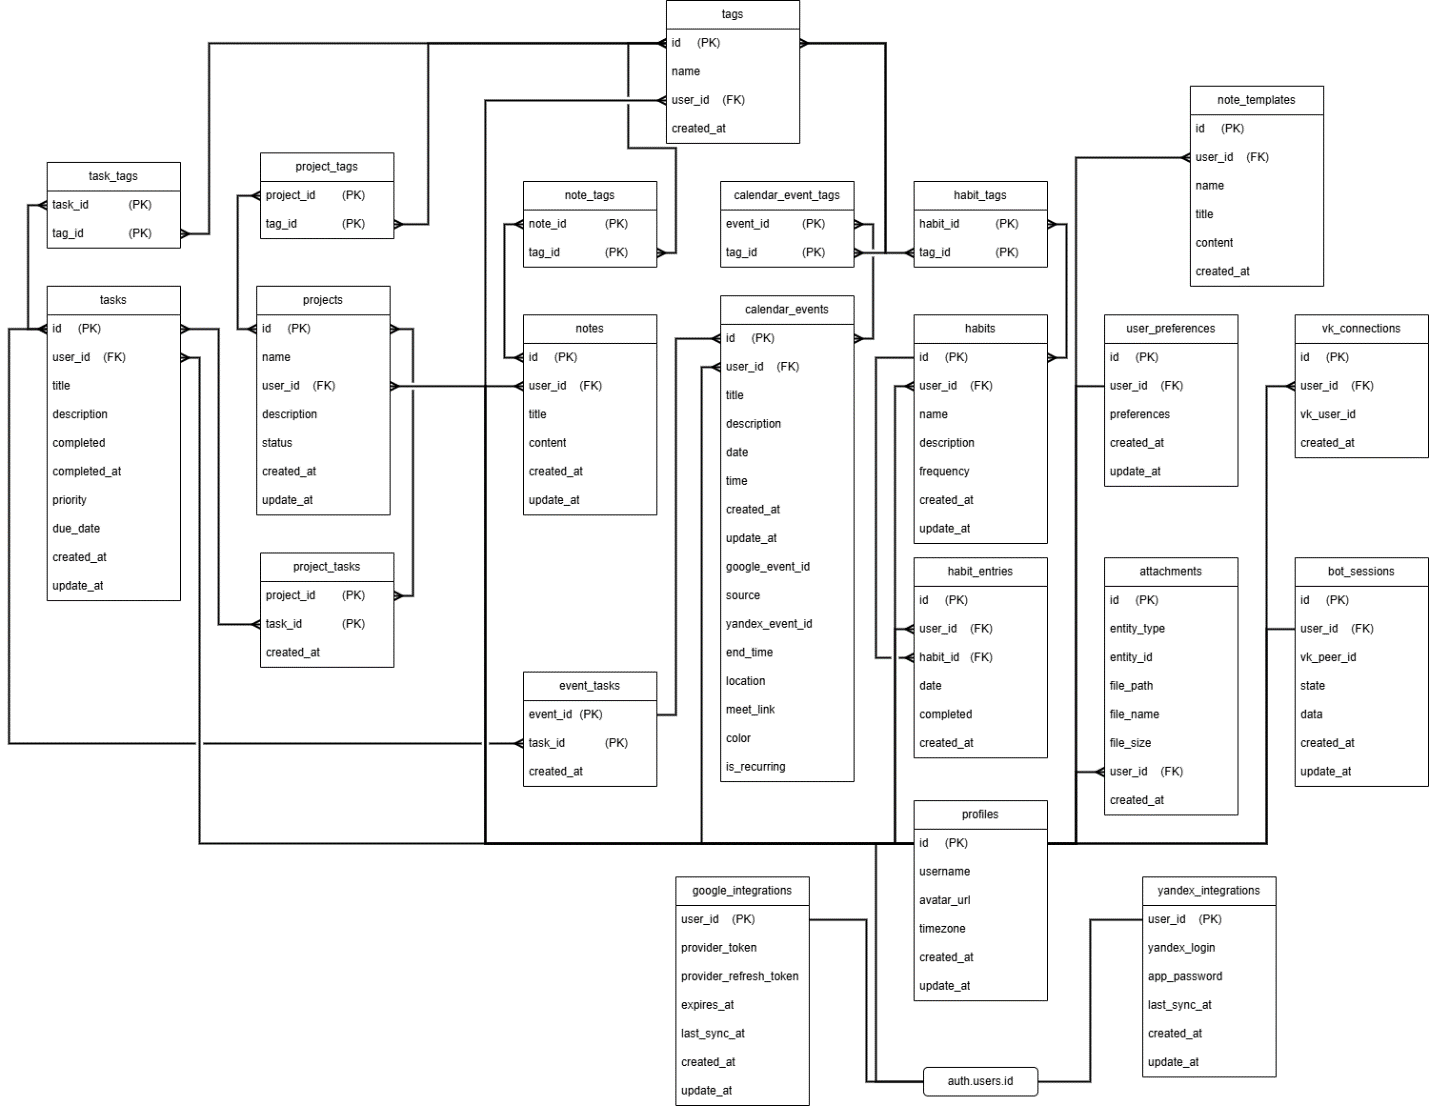 tags
id (PK)
name
user_id (FK)
created_at
note_templates
id (PK)
user_id (FK)
name
title
content
created_at
task_tags
task_id (PK)
tag_id (PK)
project_tags
project_id (PK)
tag_id (PK)
note_tags
note_id (PK)
tag_id (PK)
calendar_event_tags
event_id (PK)
tag_id (PK)
habit_tags
habit_id (PK)
tag_id (PK)
tasks
id (PK)
user_id (FK)
title
description
completed
completed_at
priority
due_date
created_at
update_at
projects
id (PK)
name
user_id (FK)
description
status
created_at
update_at
notes
id (PK)
user_id (FK)
title
content
created_at
update_at
calendar_events
id (PK)
user_id (FK)
title
description
date
time
created_at
update_at
google_event_id
source
yandex_event_id
end_time
location
meet_link
color
is_recurring
habits
id (PK)
user_id (FK)
name
description
frequency
created_at
update_at
user_preferences
id (PK)
user_id (FK)
preferences
created_at
update_at
vk_connections
id (PK)
user_id (FK)
vk_user_id
created_at
project_tasks
project_id (PK)
task_id (PK)
created_at
habit_entries
id (PK)
user_id (FK)
habit_id (FK)
date
completed
created_at
attachments
id (PK)
entity_type
entity_id
file_path
file_name
file_size
user_id (FK)
created_at
bot_sessions
id (PK)
user_id (FK)
vk_peer_id
state
data
created_at
update_at
event_tasks
event_id (PK)
task_id (PK)
created_at
profiles
id (PK)
username
avatar_url
timezone
created_at
update_at
google_integrations
user_id (PK)
provider_token
provider_refresh_token
expires_at
last_sync_at
created_at
update_at
yandex_integrations
user_id (PK)
yandex_login
app_password
last_sync_at
created_at
update_at
auth.users.id